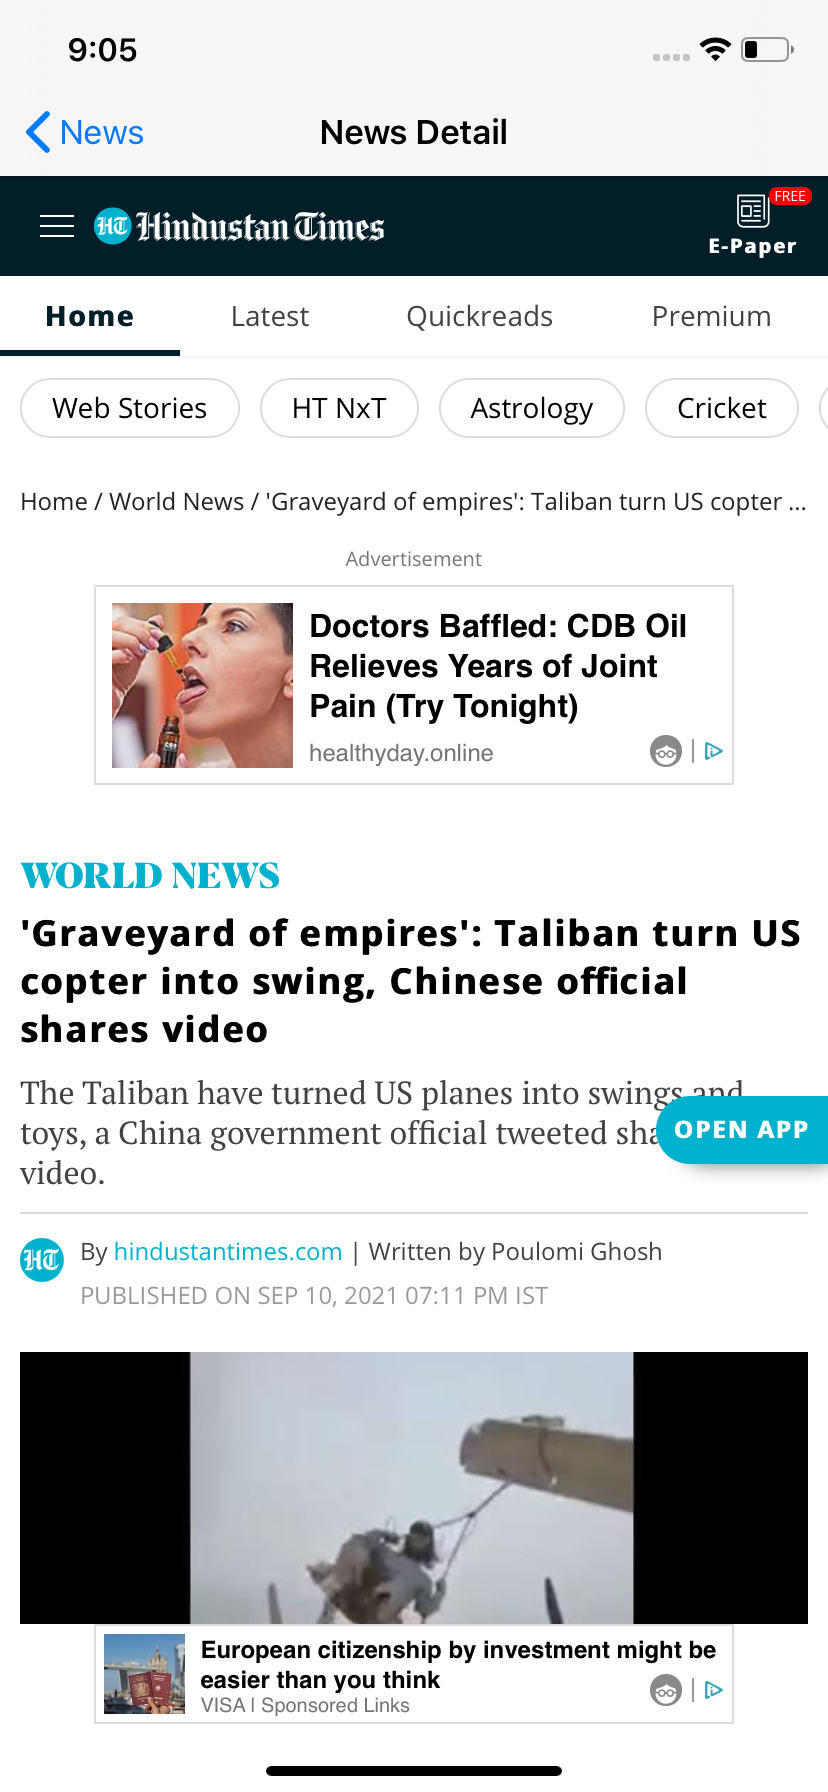 9:05
News
News Detail
HT Hindustan Times
FREE
E-Paper
Home
Latest
Quickreads
Premium
Web Stories
HT NxT
Astrology
Cricket
Home / World News / 'Graveyard of empires': Taliban turn US copter ...
Advertisement
Doctors Baffled: CDB Oil
Relieves Years of Joint
Pain (Try Tonight)
healthyday.online
WORLD NEWS
'Graveyard of empires': Taliban turn US
copter into swing, Chinese official
shares video
The Taliban have turned US planes into swings and
toys, a China government official tweeted sha
OPEN APP
video.
HT
By hindustantimes.com | Written by Poulomi Ghosh
PUBLISHED ON SEP 10, 2021 07:11 PM IST
European citizenship by investment might be
easier than you think
VISA | Sponsored Links